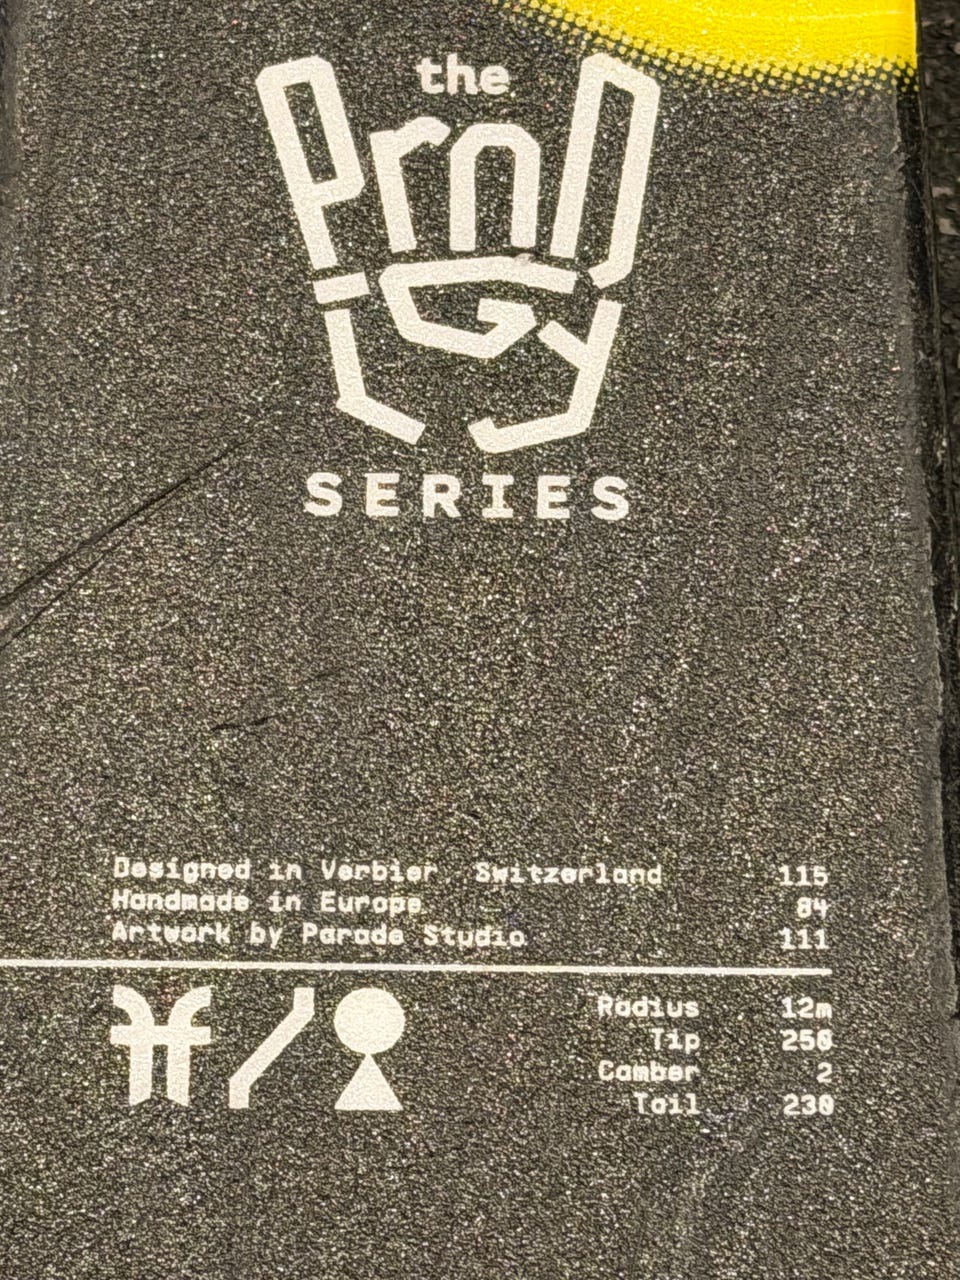 the
Prodigy
SERIES
Designed in Verbier Switzerland 115
Handmade in Europe 84
Artwork by Parade Studio 111
Radius 12m
Tip 250
Camber 2
Tail 230